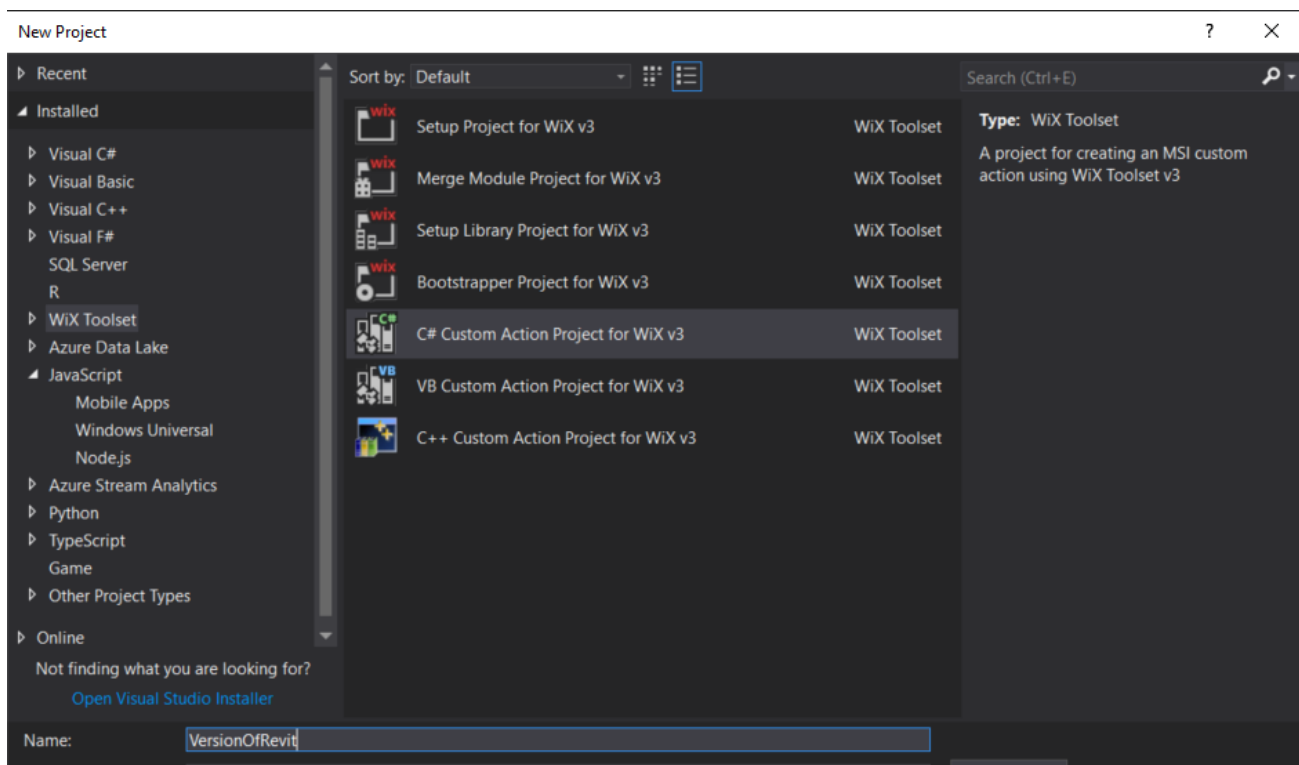 New Project
?
Recent
Installed
Visual C#
Visual Basic
Visual C++
Visual F#
SQL Server
R
WiX Toolset
Azure Data Lake
JavaScript
Mobile Apps
Windows Universal
Node.js
Azure Stream Analytics
Python
TypeScript
Game
Other Project Types
Online
Not finding what you are looking for?
Open Visual Studio Installer
Sort by: Default
wix
Setup Project for WiX v3 WiX Toolset
wix
Merge Module Project for WiX v3 WiX Toolset
wix
Setup Library Project for WiX v3 WiX Toolset
wix
Bootstrapper Project for WiX v3 WiX Toolset
C#
C# Custom Action Project for WiX v3 WiX Toolset
VB
VB Custom Action Project for WiX v3 WiX Toolset
++
C++ Custom Action Project for WiX v3 WiX Toolset
Search (Ctrl+E)
Type: WiX Toolset
A project for creating an MSI custom
action using WiX Toolset v3
Name: VersionOfRevit